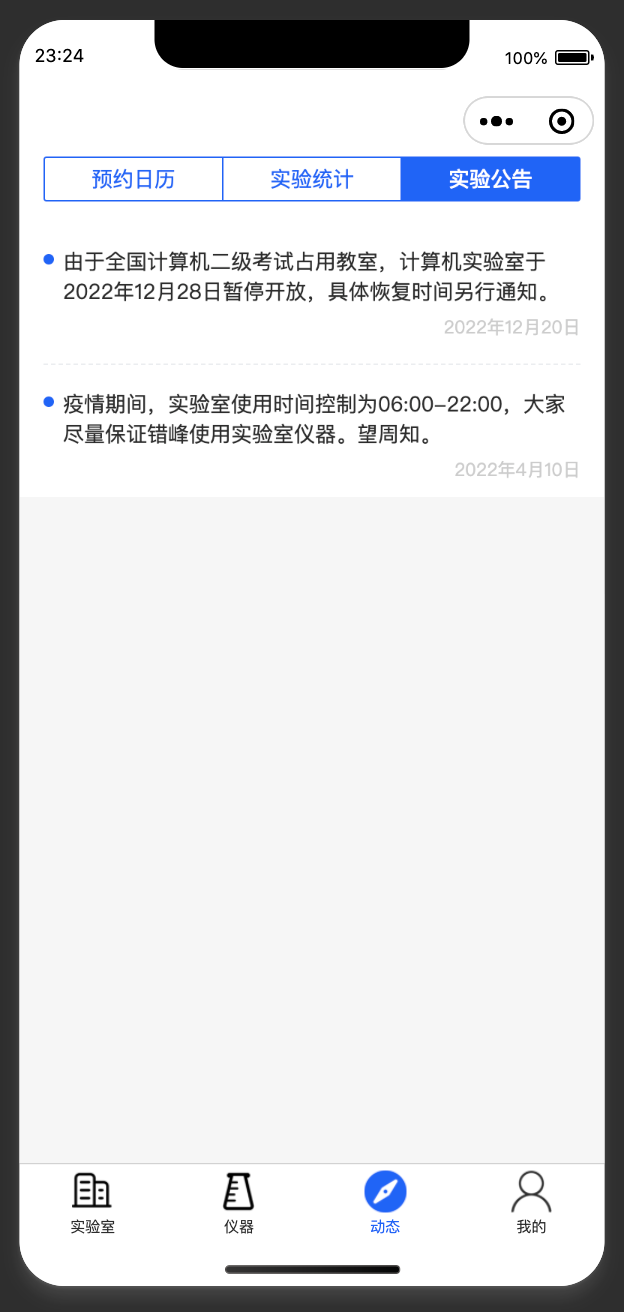 23:24
100%
预约日历 实验统计 实验公告
由于全国计算机二级考试占用教室，计算机实验室于
2022年12月28日暂停开放，具体恢复时间另行通知。
2022年12月20日
疫情期间，实验室使用时间控制为06:00-22:00，大家
尽量保证错峰使用实验室仪器。望周知。
2022年4月10日
实验室 仪器 动态 我的